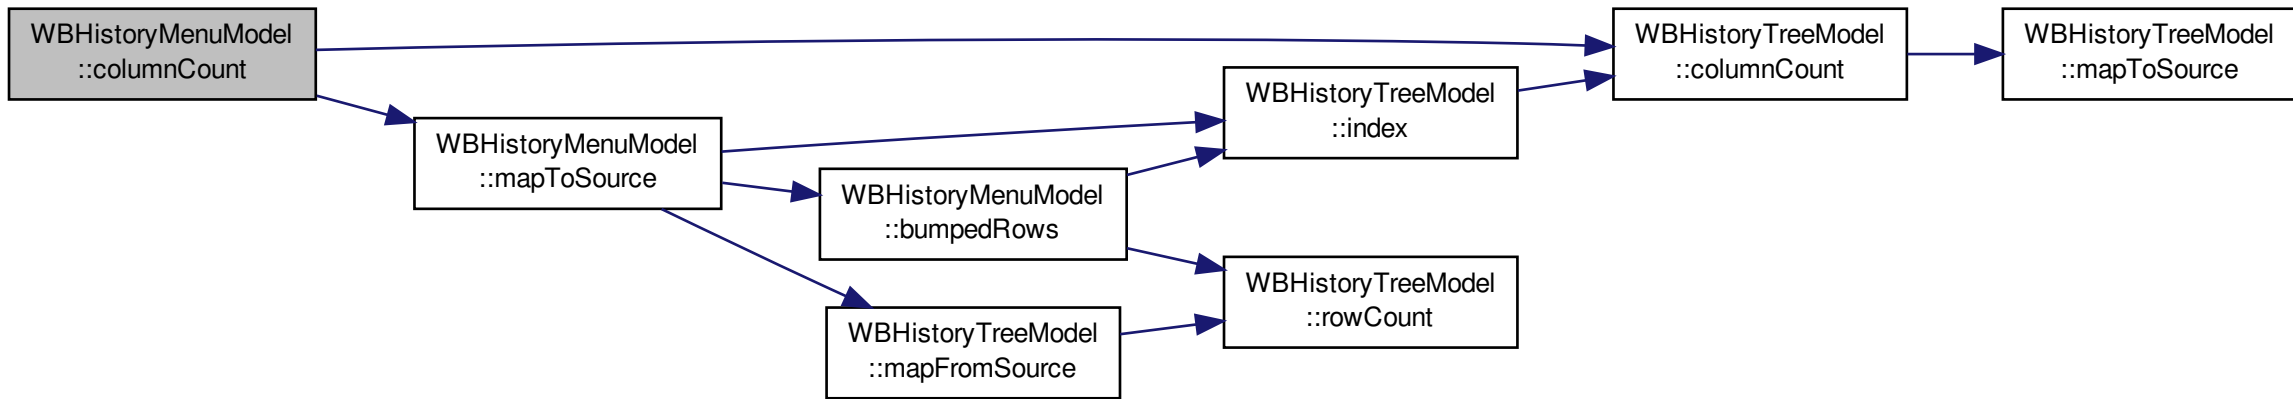 WBHistoryMenuModel
::columnCount
WBHistoryMenuModel
::mapToSource
WBHistoryMenuModel
::bumpedRows
WBHistoryTreeModel
::mapFromSource
WBHistoryTreeModel
::index
WBHistoryTreeModel
::rowCount
WBHistoryTreeModel
::columnCount
WBHistoryTreeModel
::mapToSource